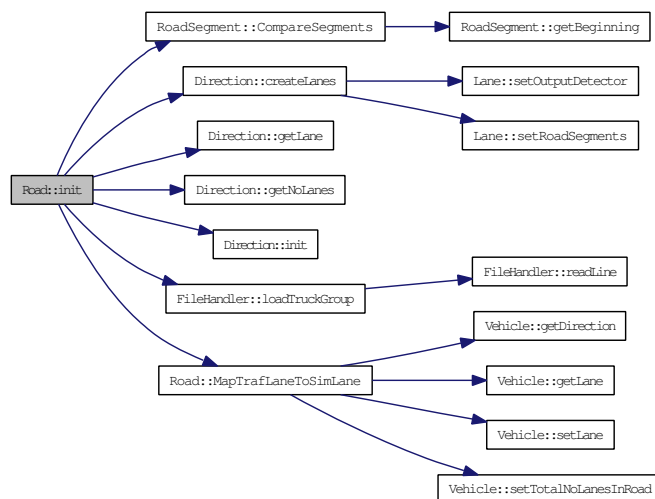 RoadSegment::CompareSegments
RoadSegment::getBeginning
Direction::createLanes
Lane::setOutputDetector
Lane::setRoadSegments
Direction::getLane
Road::init
Direction::getNoLanes
Direction::init
FileHandler::loadTruckGroup
FileHandler::readLine
Vehicle::getDirection
Road::MapTrafLaneToSimLane
Vehicle::getLane
Vehicle::setLane
Vehicle::setTotalNoLanesInRoad